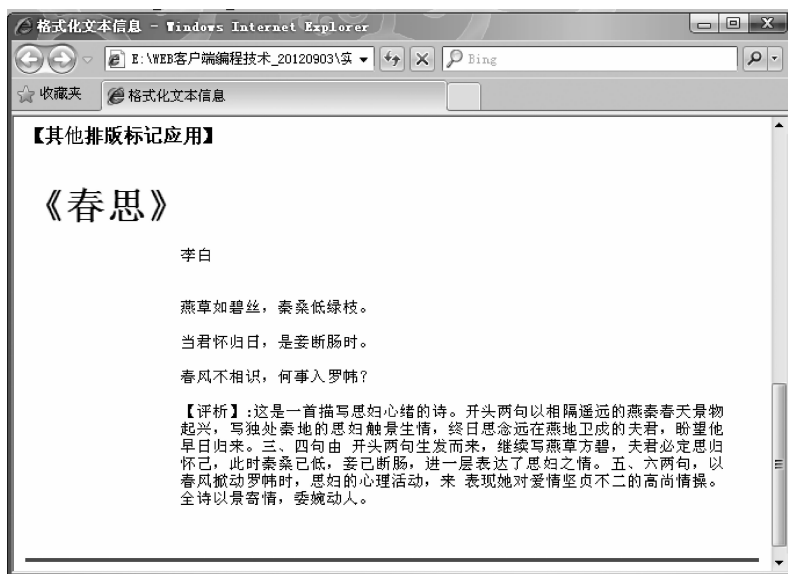 格式化文本信息 - Windows Internet Explorer
E:\WEB客户端编程技术_20120903\实
Bing
收藏夹
格式化文本信息
【其他排版标记应用】
《春思》
李白
燕草如碧丝，秦桑低绿枝。
当君怀归日，是妾断肠时。
春风不相识，何事入罗帏？
【评析】:这是一首描写思妇心绪的诗。开头两句以相隔遥远的燕秦春天景物
起兴，写独处秦地的思妇触景生情，终日思念远在燕地卫戍的夫君，盼望他
早日归来。三、四句由 开头两句生发而来，继续写燕草方碧，夫君必定思归
怀己，此时秦桑已低，妾已断肠，进一层表达了思妇之情。五、六两句，以
春风掀动罗帏时，思妇的心理活动，来 表现她对爱情坚贞不二的高尚情操。
全诗以景寄情，委婉动人。